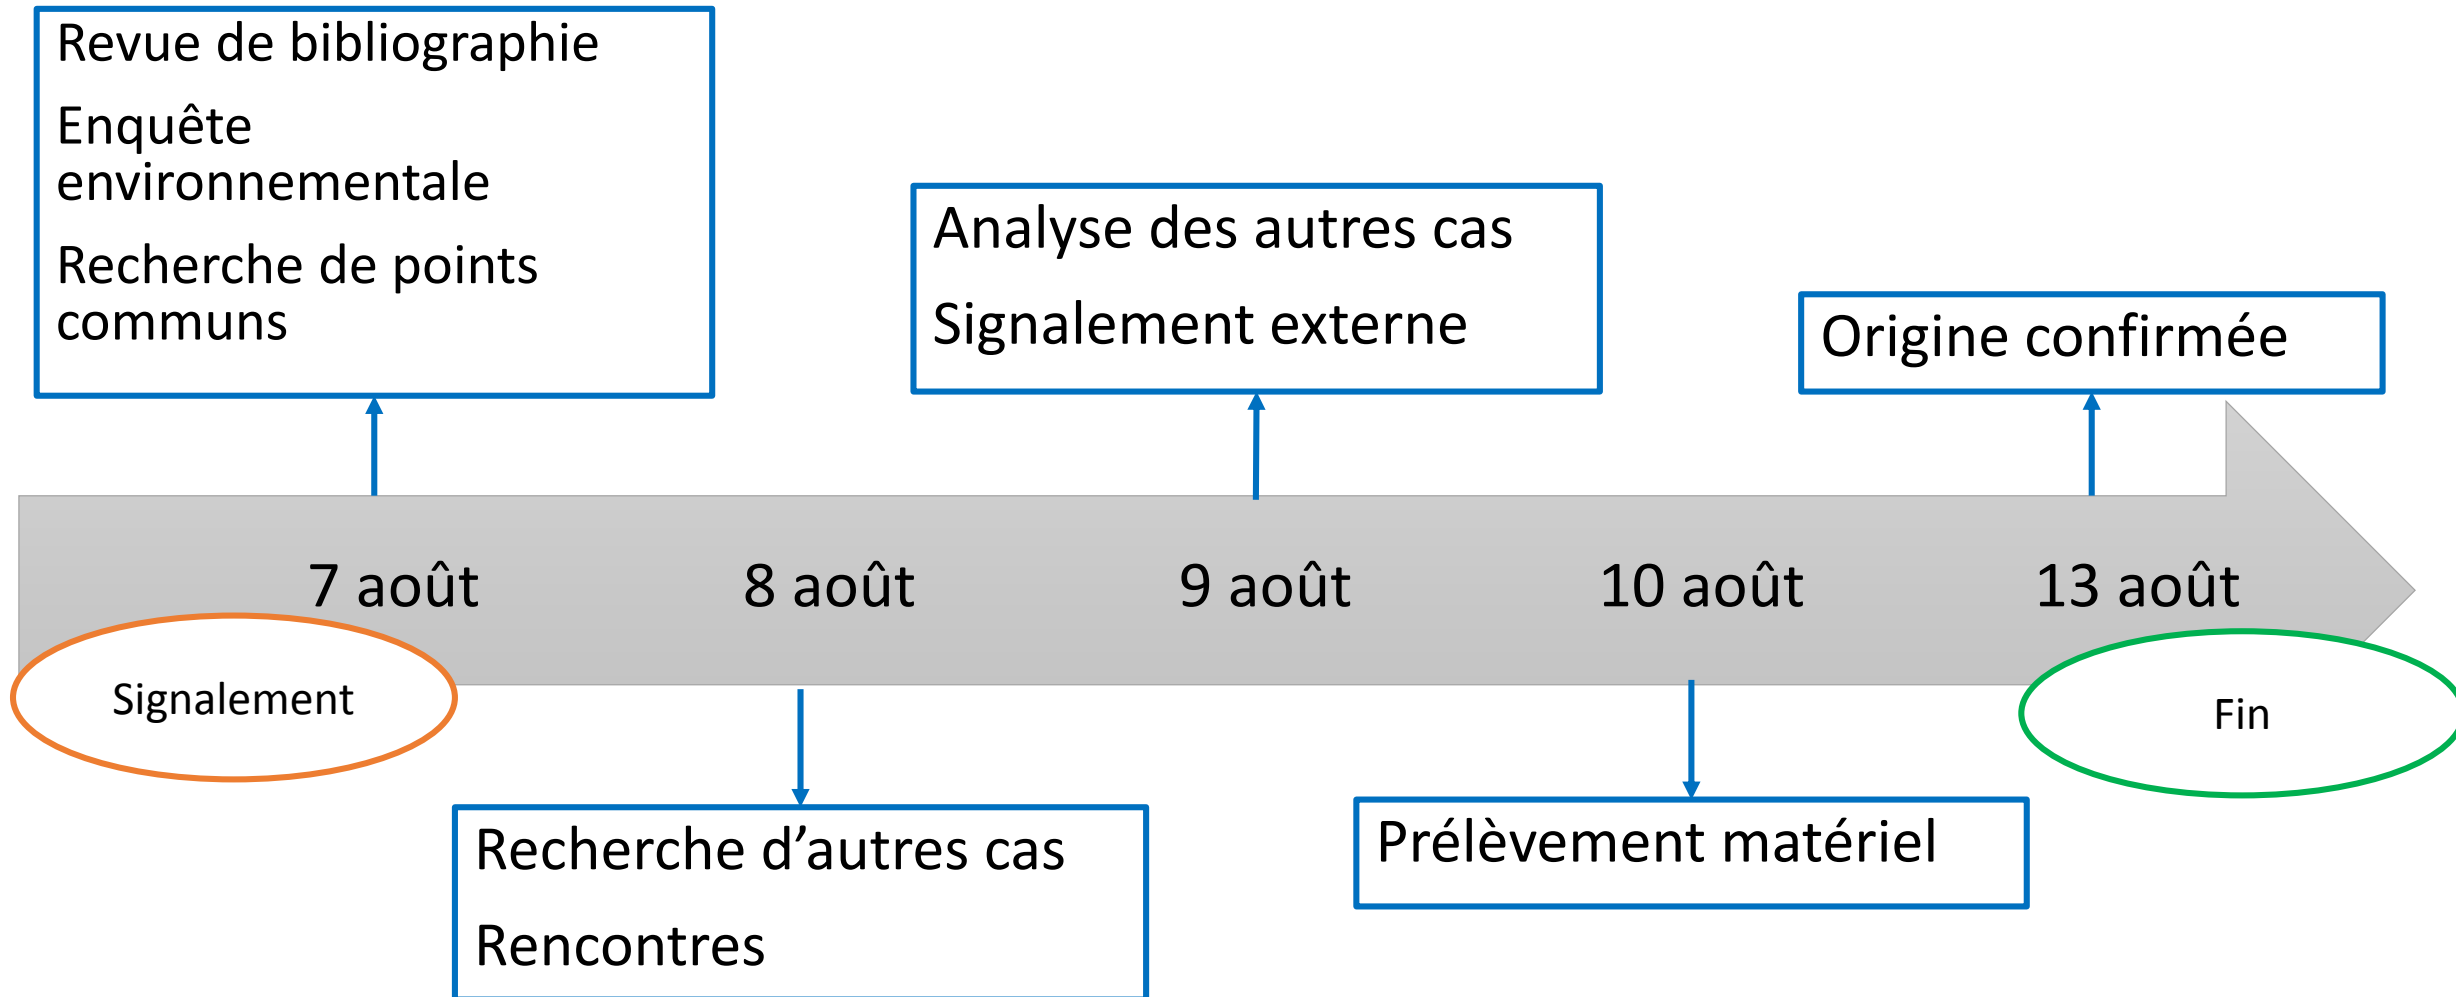 Revue de bibliographie
Enquête
environnementale
Recherche de points
communs
Analyse des autres cas
Signalement externe
Origine confirmée
7 août
8 août
9 août
10 août
13 août
Signalement
Fin
Recherche d’autres cas
Rencontres
Prélèvement matériel